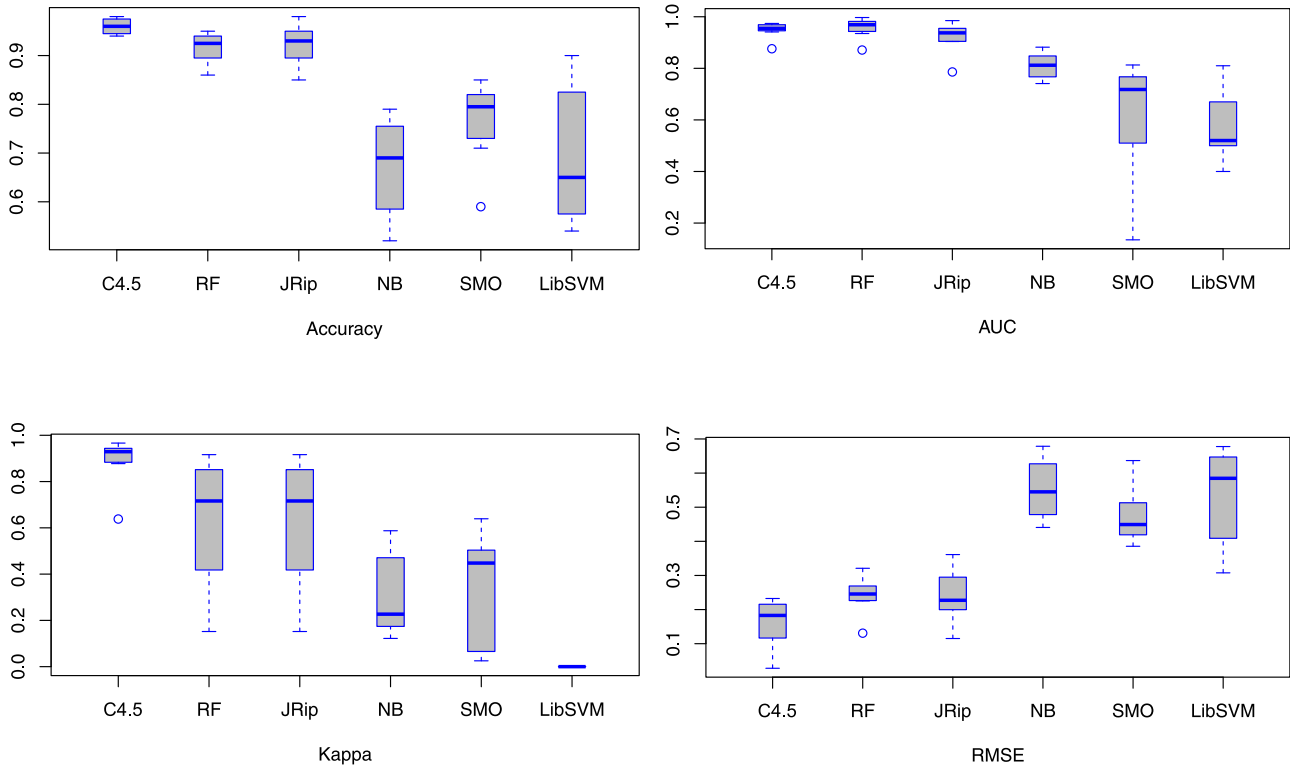 0.9
0.8
0.7
0.6
C4.5 RF JRip NB SMO LibSVM
Accuracy
1.0
0.8
0.6
0.4
0.2
C4.5 RF JRip NB SMO LibSVM
AUC
1.0
0.8
0.6
0.4
0.2
0.0
C4.5 RF JRip NB SMO LibSVM
Kappa
0.7
0.5
0.3
0.1
C4.5 RF JRip NB SMO LibSVM
RMSE